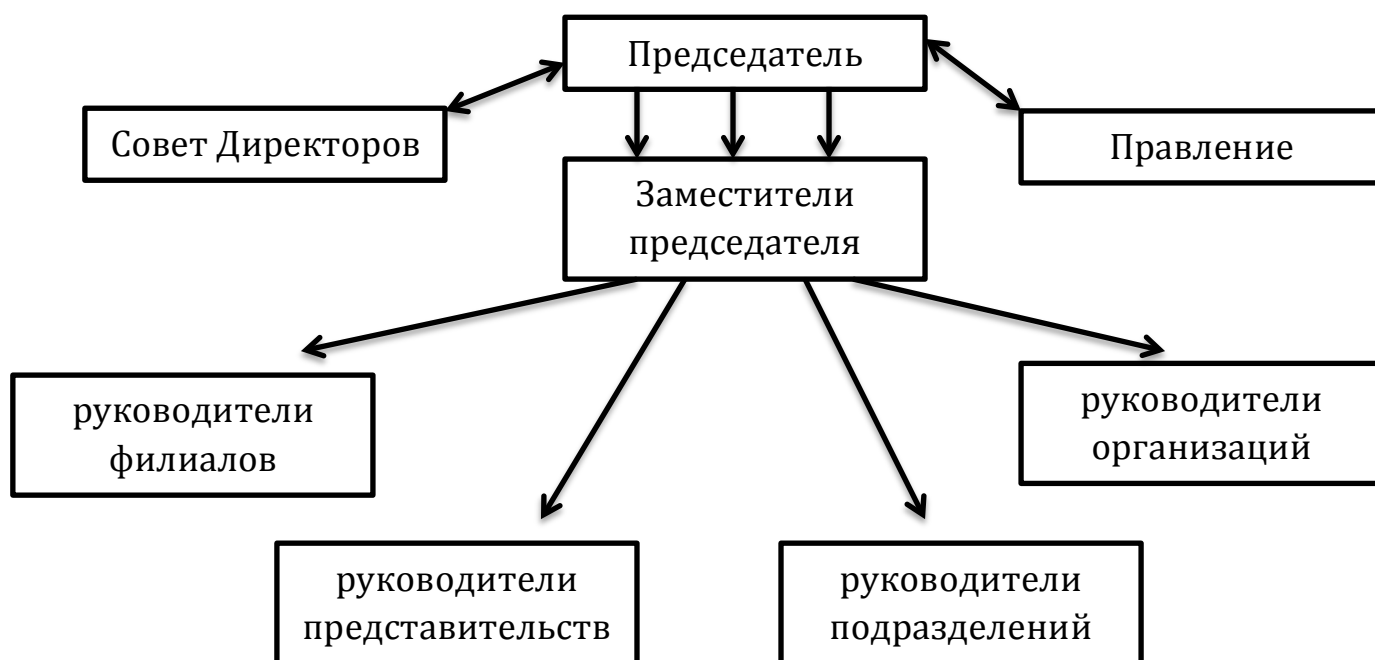 Председатель
Совет Директоров
Правление
Заместители
председателя
руководители
филиалов
руководители
организаций
руководители
представительств
руководители
подразделений